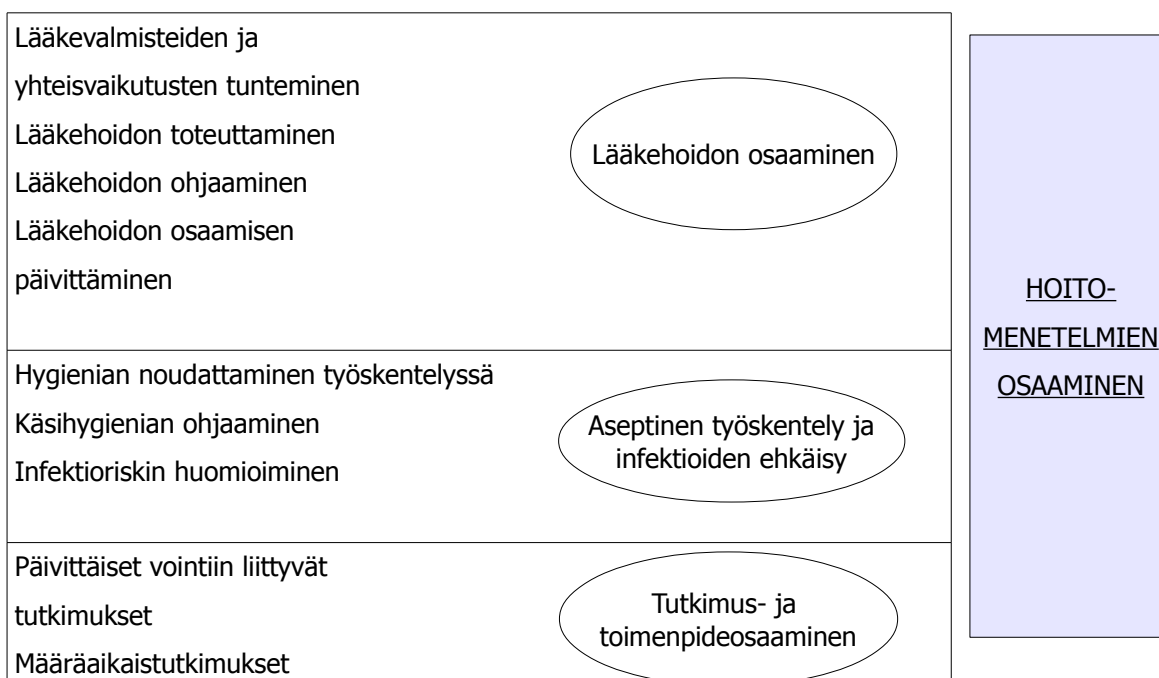 Lääkevalmisteiden ja
yhteisvaikutusten tunteminen
Lääkehoidon toteuttaminen
Lääkehoidon ohjaaminen
Lääkehoidon osaamisen
päivittäminen
Lääkehoidon osaaminen
Hygienian noudattaminen työskentelyssä
Käsihygienian ohjaaminen
Infektioriskin huomioiminen
Aseptinen työskentely ja
infektioiden ehkäisy
Päivittäiset vointiin liittyvät
tutkimukset
Määräaikaistutkimukset
Tutkimus- ja
toimenpideosaaminen
HOITO-
MENETELMIEN
OSAAMINEN